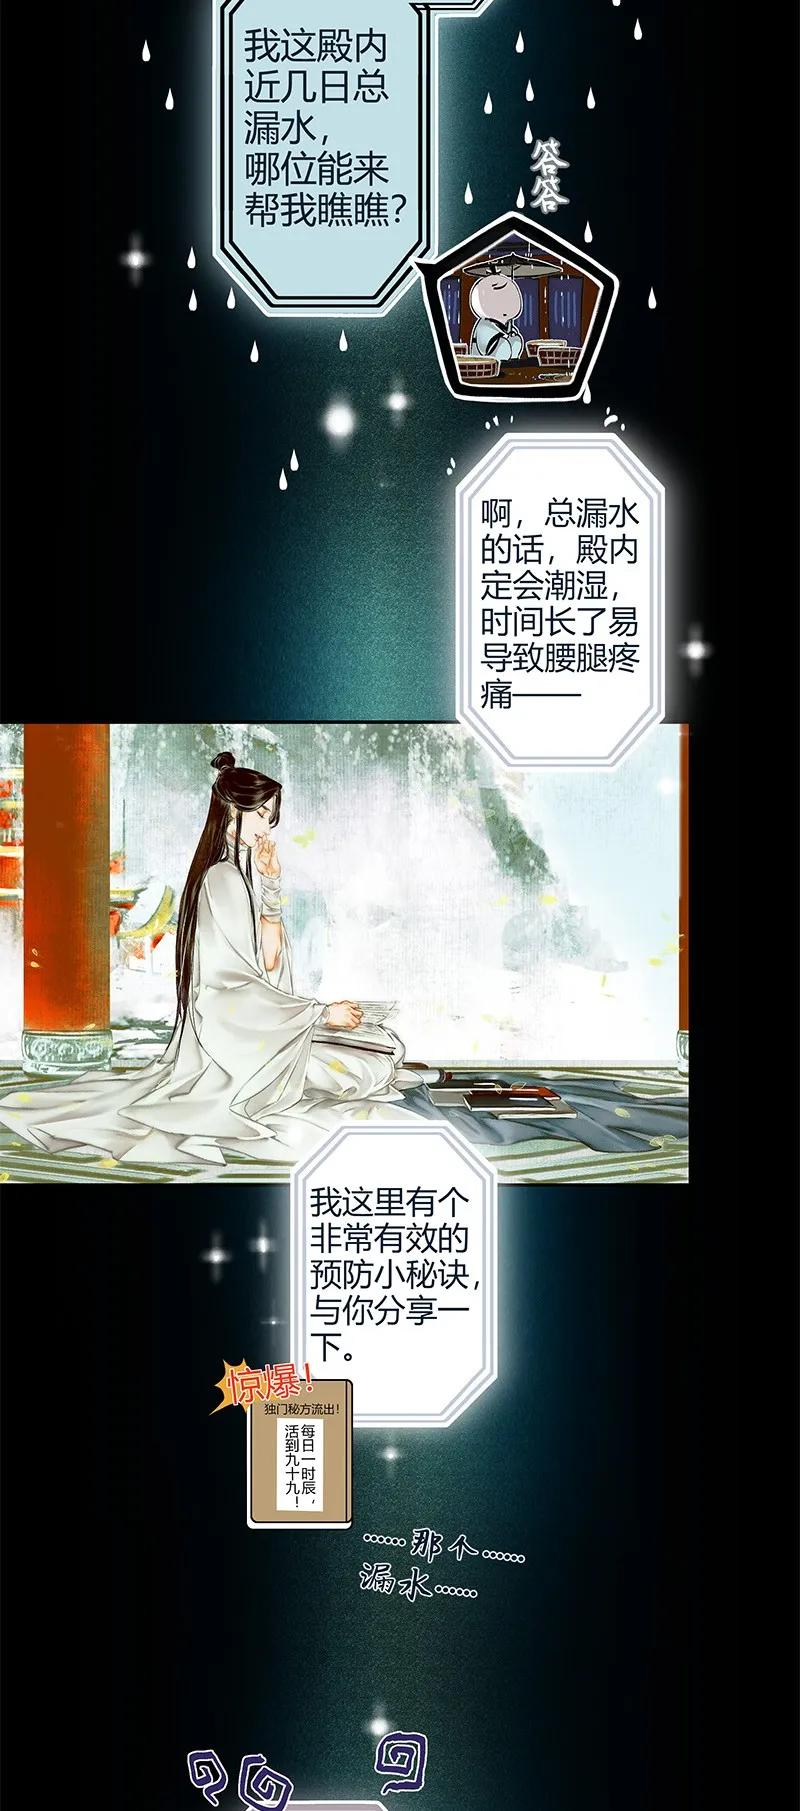 我这殿内
近几日总
漏水，
哪位能来
帮我瞧瞧？
答答
啊，总漏水
的话，殿内
定会潮湿，
时间长了易
导致腰腿疼
痛——
我这里有个
非常有效的
预防小秘诀，
与你分享一
下。
惊爆！
独门秘方流出！
每日一时辰，
活到九十九！
……那个……
漏水……